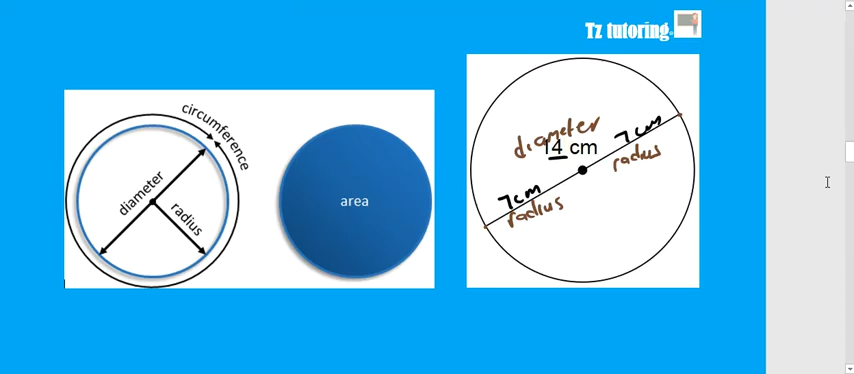 Tz tutoring
circumference
diameter
radius
area
diameter
14 cm
7cm
radius
7cm
radius